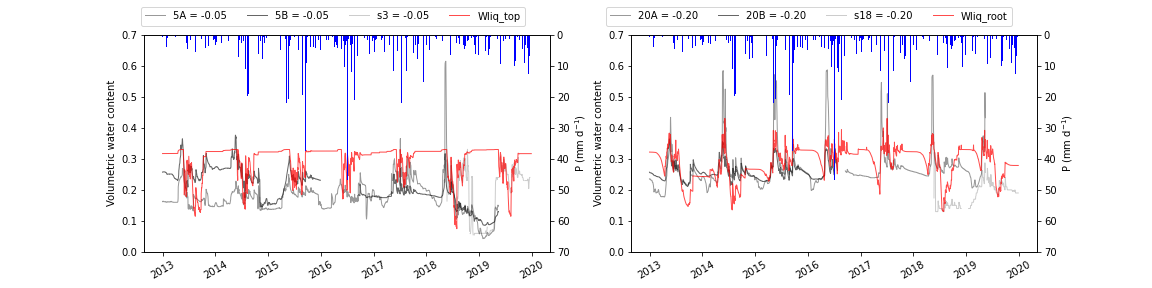 5A = -0.05 5B = -0.05 s3 = -0.05 Wliq_top
0.7 0.6 0.5 0.4 0.3 0.2 0.1 0.0
Volumetric water content
0 10 20 30 40 50 60 70
P (mm d⁻¹)
2013 2014 2015 2016 2017 2018 2019 2020
20A = -0.20 20B = -0.20 s18 = -0.20 Wliq_root
0.7 0.6 0.5 0.4 0.3 0.2 0.1 0.0
Volumetric water content
0 10 20 30 40 50 60 70
P (mm d⁻¹)
2013 2014 2015 2016 2017 2018 2019 2020